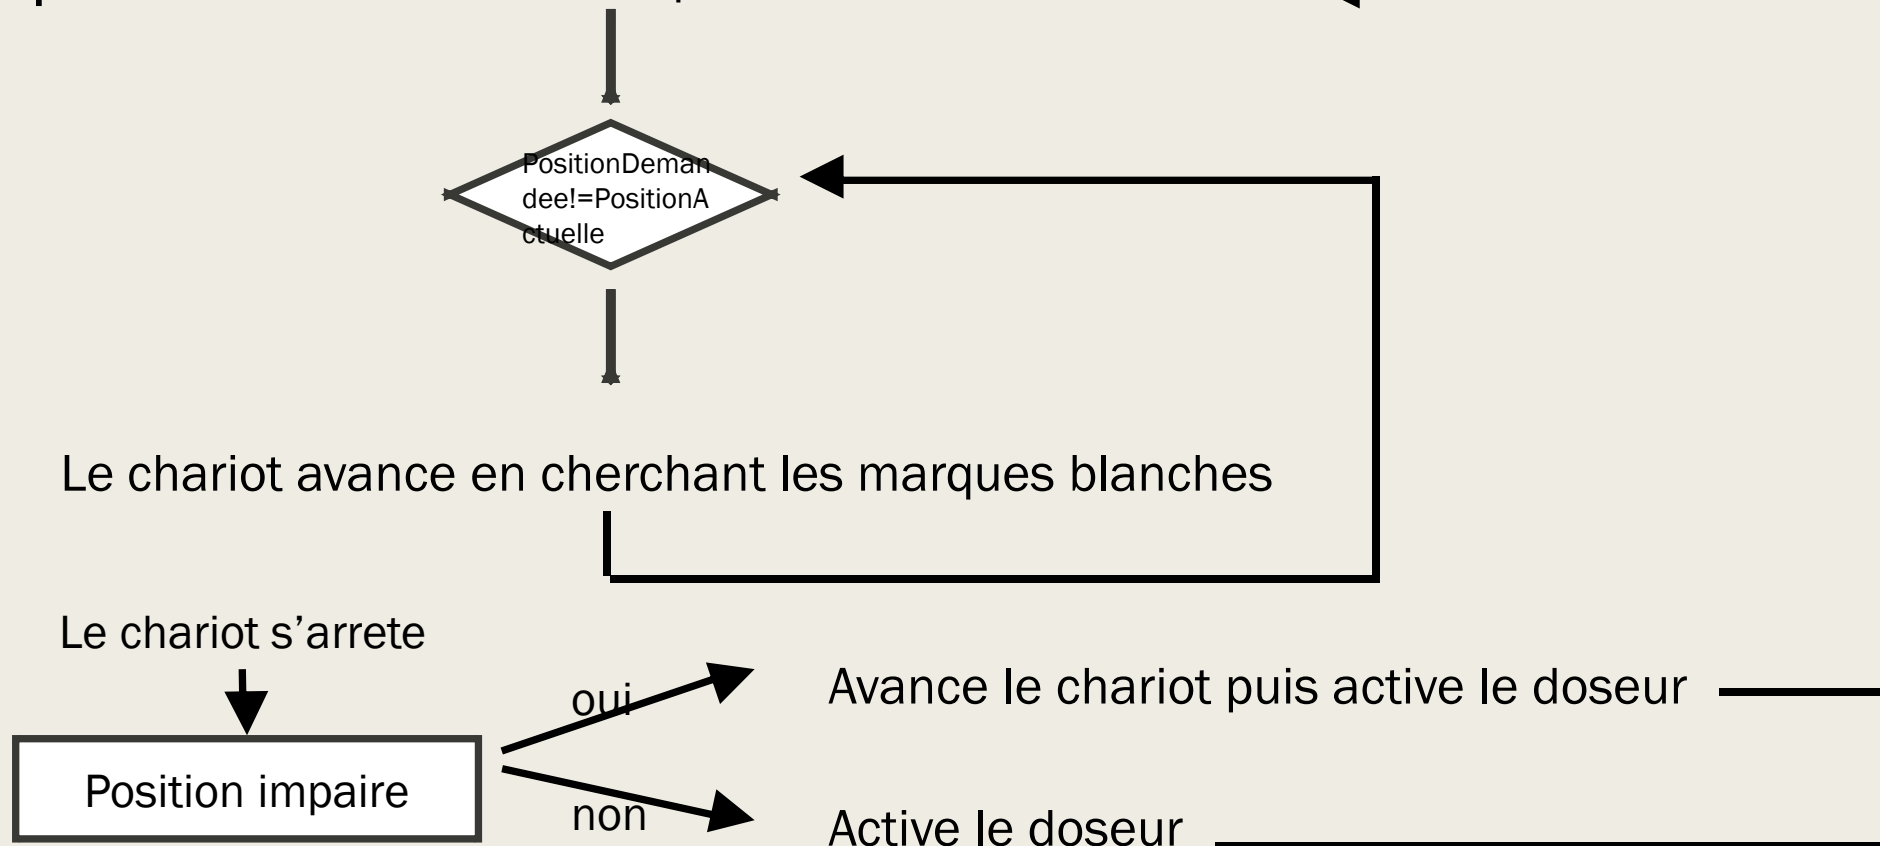 PositionDeman
dee!=PositionA
ctuelle
Le chariot avance en cherchant les marques blanches
Le chariot s’arrete
oui
Avance le chariot puis active le doseur
Position impaire
non
Active le doseur